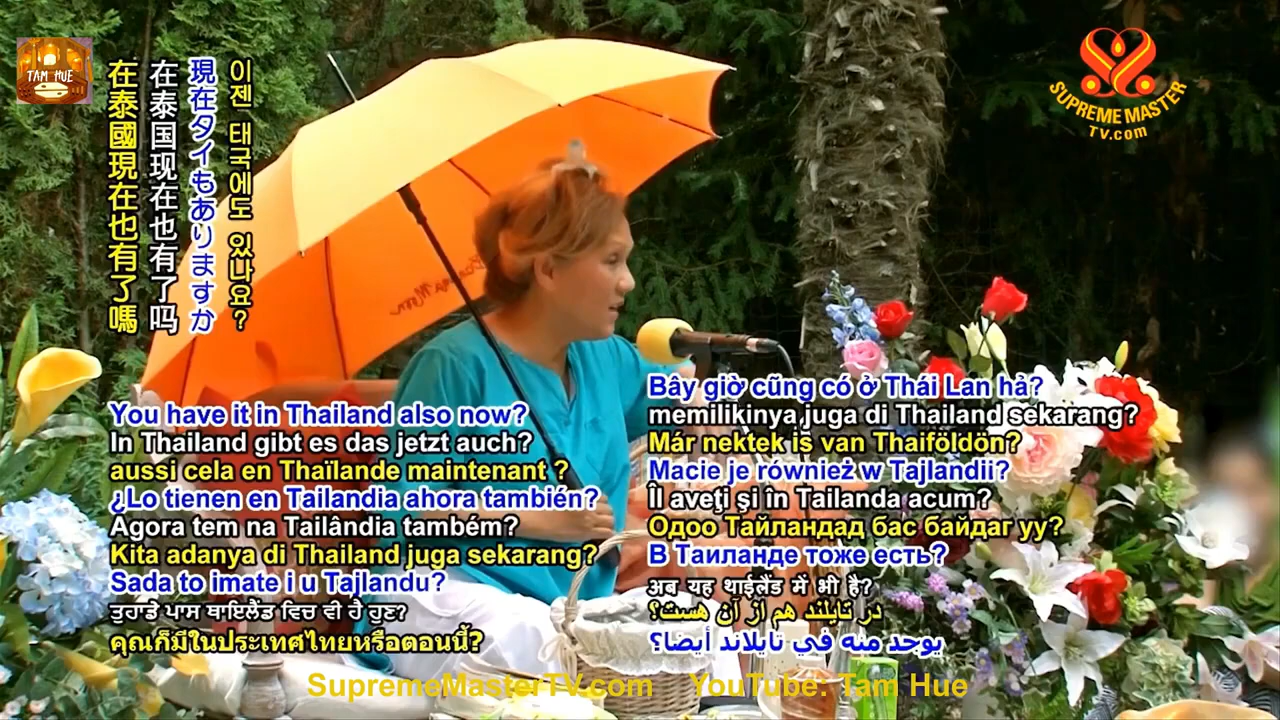 TAM HUE
이젠 태국에도 있나요?
現在タイもありますか
在泰国现在也有了吗
在泰國現在也有了嗎
SUPREME MASTER
TV.com
You have it in Thailand also now?
In Thailand gibt es das jetzt auch?
aussi cela en Thaïlande maintenant ?
¿Lo tienen en Tailandia ahora también?
Agora tem na Tailândia também?
Kita adanya di Thailand juga sekarang?
Sada to imate i u Tajlandu?
ਤੁਹਾਡੇ ਪਾਸ ਥਾਇਲੈਂਡ ਵਿਚ ਵੀ ਹੈ ਹੁਣ?
คุณก็มีในประเทศไทยหรือตอนนี้?
Bây giờ cũng có ở Thái Lan hả?
memilikinya juga di Thailand sekarang?
Már nektek is van Thaiföldön?
Macie je również w Tajlandii?
Îl aveţi şi în Tailanda acum?
Одоо Тайландад бас байдаг уу?
В Таиланде тоже есть?
अब यह थाईलैंड में भी है?
در تایلند هم از آن هست؟
يوجد منه في تايلاند أيضا؟
SupremeMasterTV.com YouTube: Tam Hue